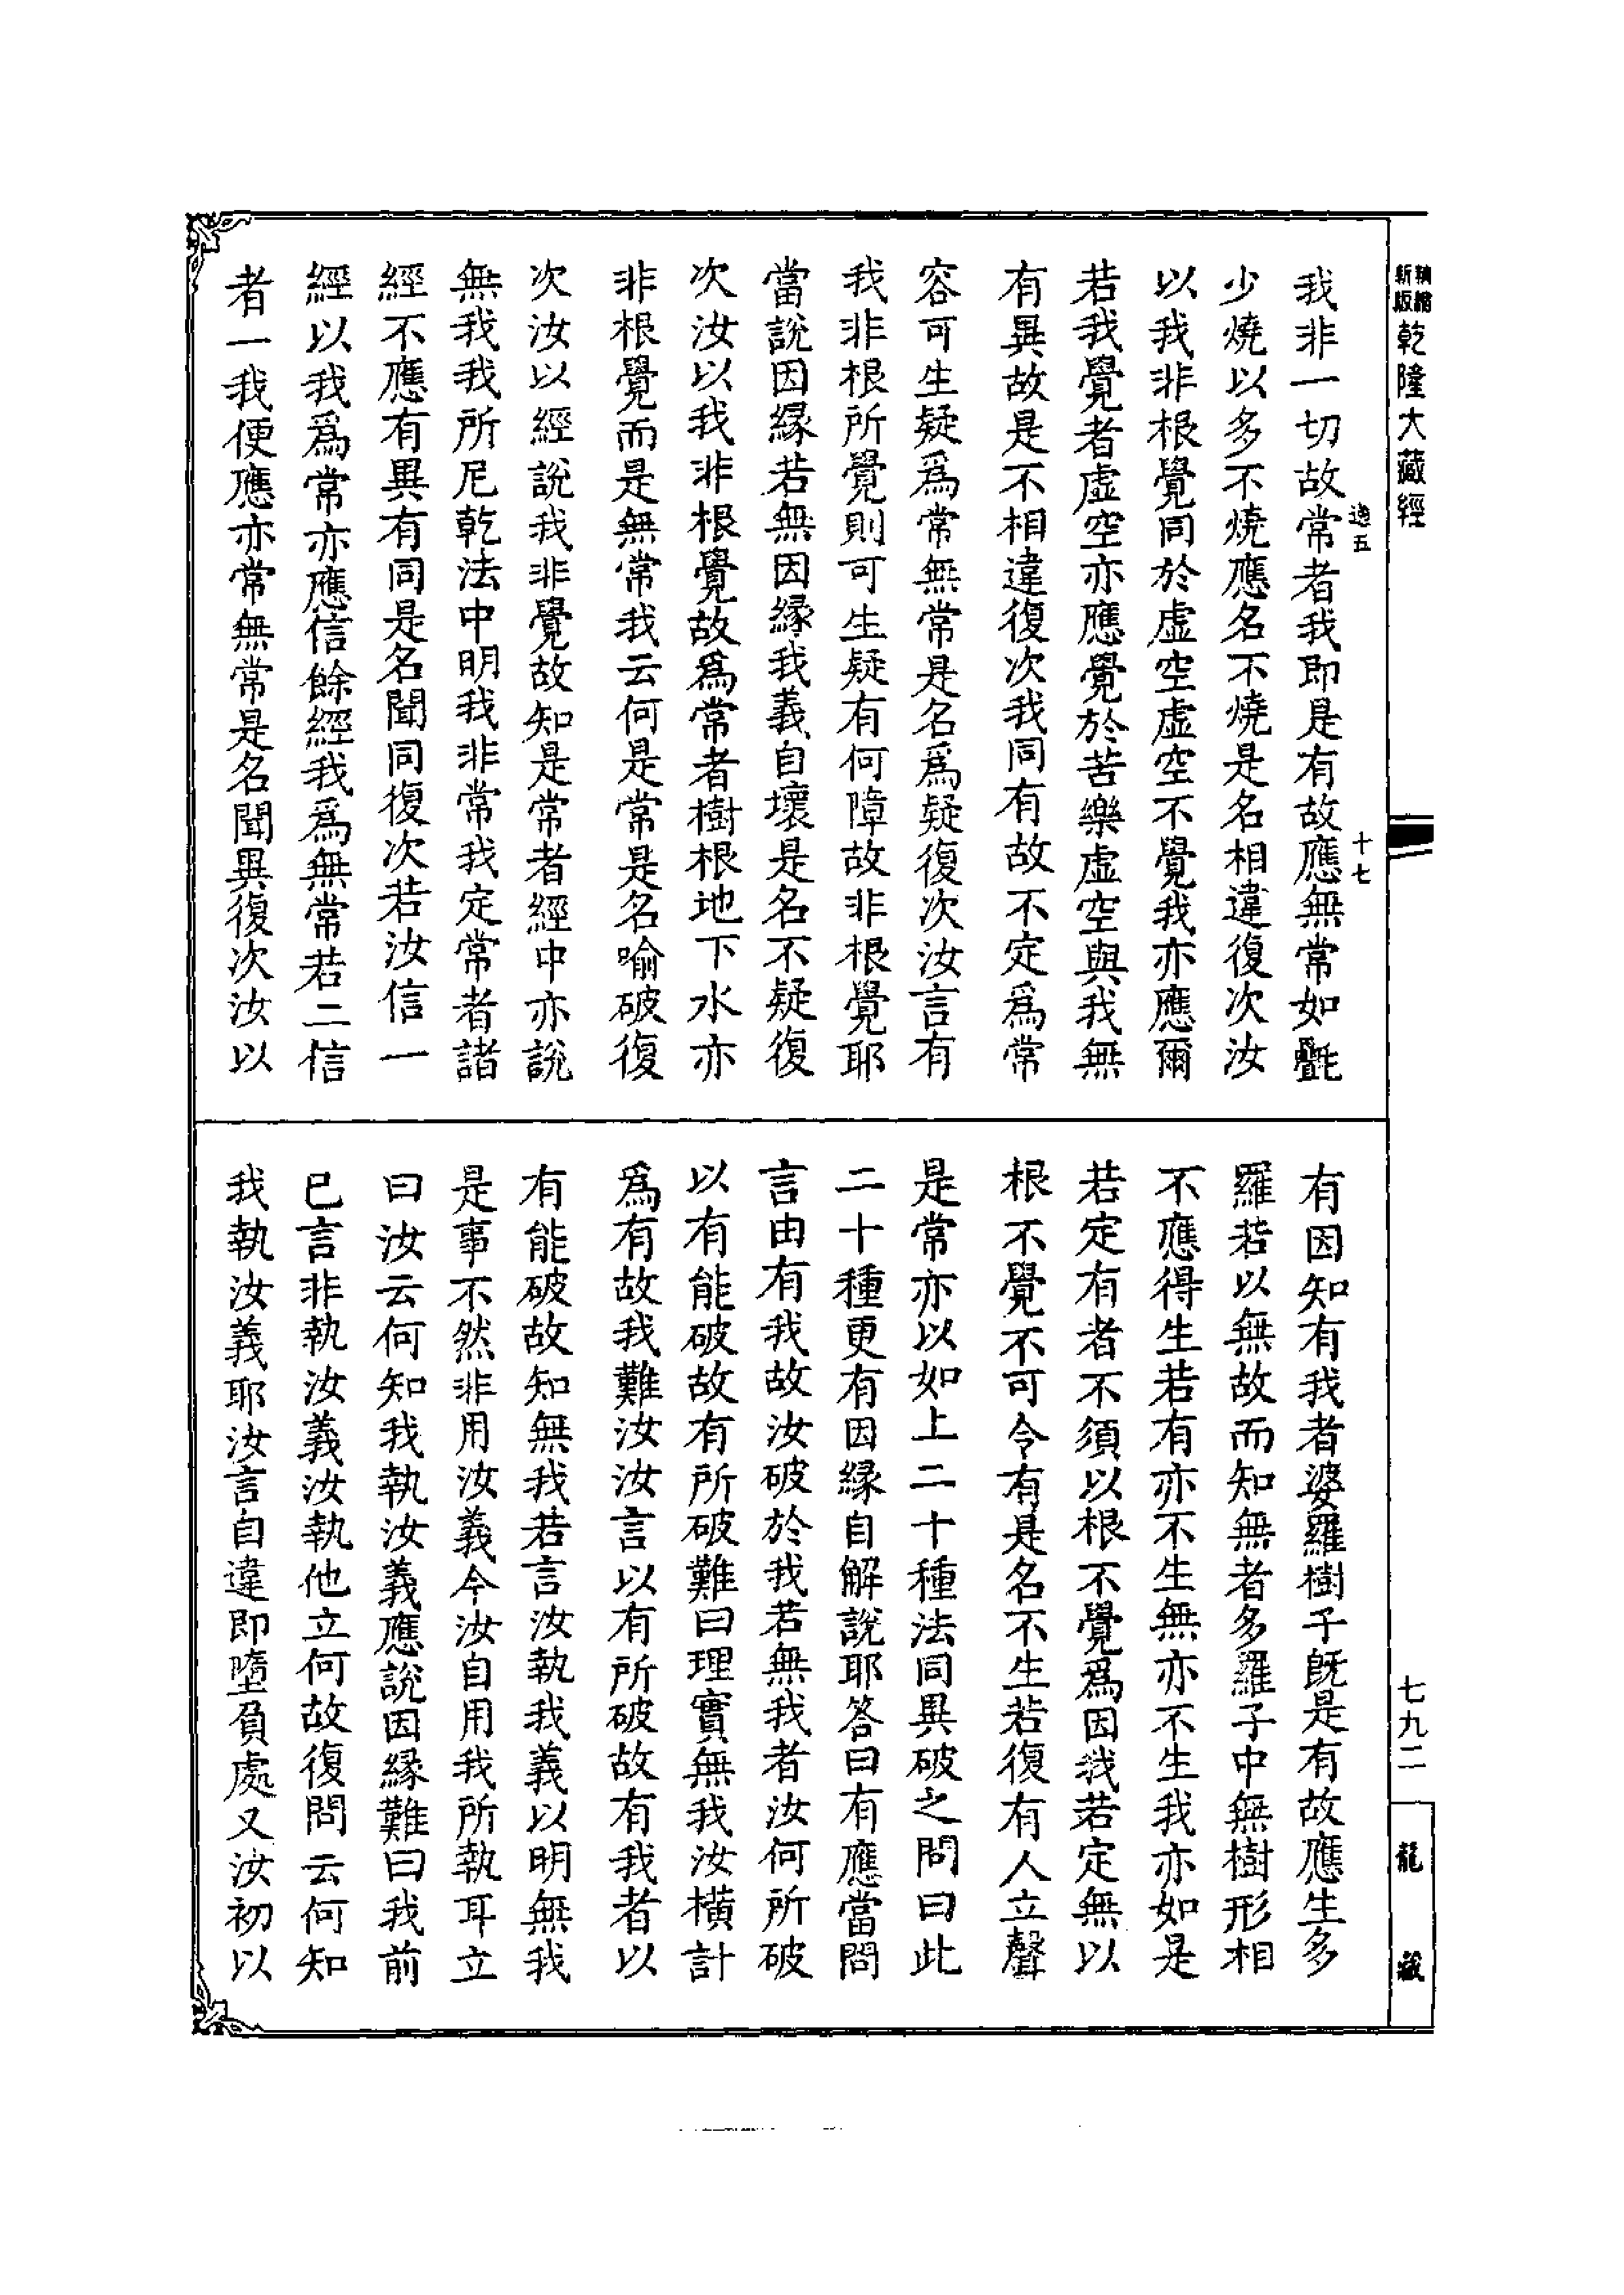 新版
精縮
乾隆大藏經
七九二
龍藏
逸五
十七
我非一切故常者我即是有故應無常如㲲
少燒以多不燒應名不燒是名相違復次汝
以我非根覺同於虛空虛空不覺我亦應爾
若我覺者虛空亦應覺於苦樂虛空與我無
有異故是不相違復次我同有故不定為常
容可生疑為常無常是名為疑復次汝言有
我非根所覺則可生疑有何障故非根覺耶
當說因緣若無因緣我義自壞是名不疑復
次汝以我非根覺故為常者樹根地下水亦
非根覺而是無常我云何是常是名喻破復
次汝以經說我非覺故知是常者經中亦說
無我我所尼乾法中明我非常我定常者諸
經不應有異有同是名聞同復次若汝信一
經以我為常亦應信餘經我為無常若二信
者一我便應亦常無常是名聞異復次汝以
有因知有我者婆羅樹子既是有故應生多
羅若以無故而知無者多羅子中無樹形相
不應得生若有亦不生無亦不生我亦如是
若定有者不須以根不覺為因我若定無以
根不覺不可令有是名不生若復有人立聲
是常亦以如上二十種法同異破之問曰此
二十種更有因緣自解說耶答曰有應當問
言由有我故汝破於我若無我者汝何所破
以有能破故有所破難曰理實無我汝橫計
為有故我難汝汝言以有所破故有我者以
有能破故知無我若言汝執我義以明無我
是事不然非用汝義今汝自用我所執耳立
曰汝云何知我執汝義應說因緣難曰我前
已言非執汝義汝執他立何故復問云何知
我執汝義耶汝言自違即墮負處又汝初以